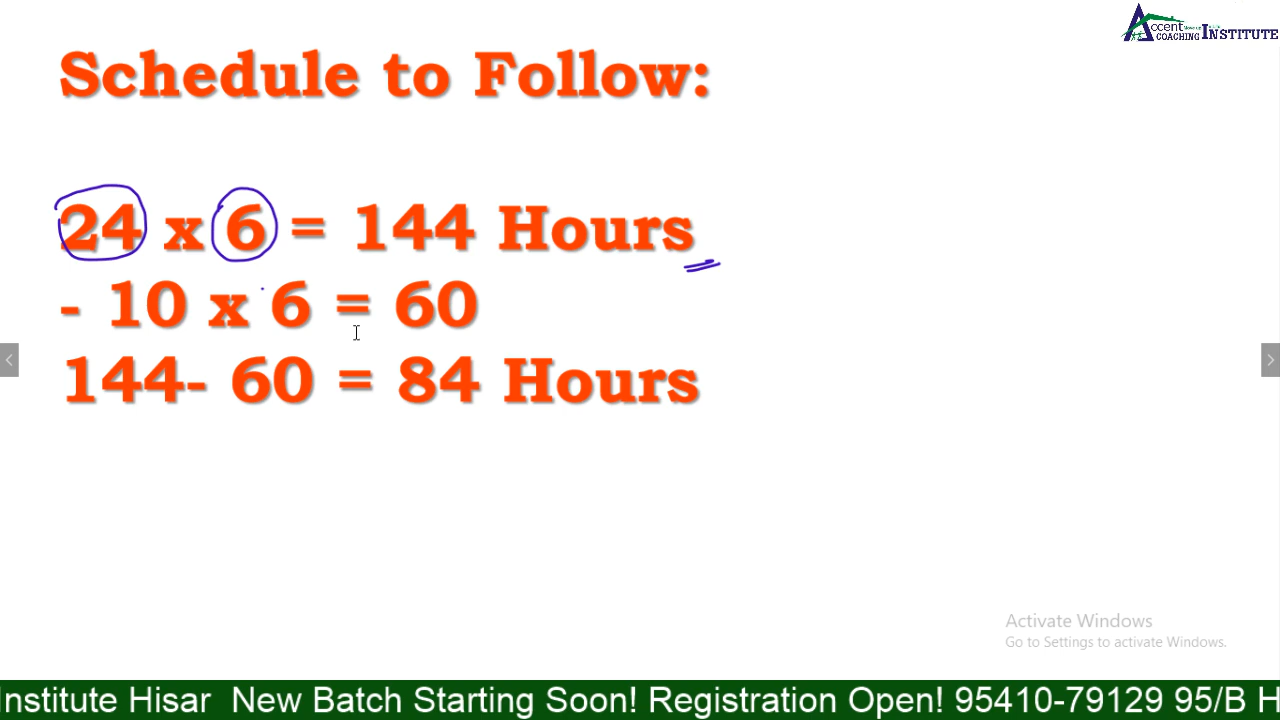 Accent
COACHING INSTITUTE
Schedule to Follow:
24 x 6 = 144 Hours
- 10 x 6 = 60
144- 60 = 84 Hours
Activate Windows
Go to Settings to activate Windows.
Institute Hisar New Batch Starting Soon! Registration Open! 95410-79129 95/B H